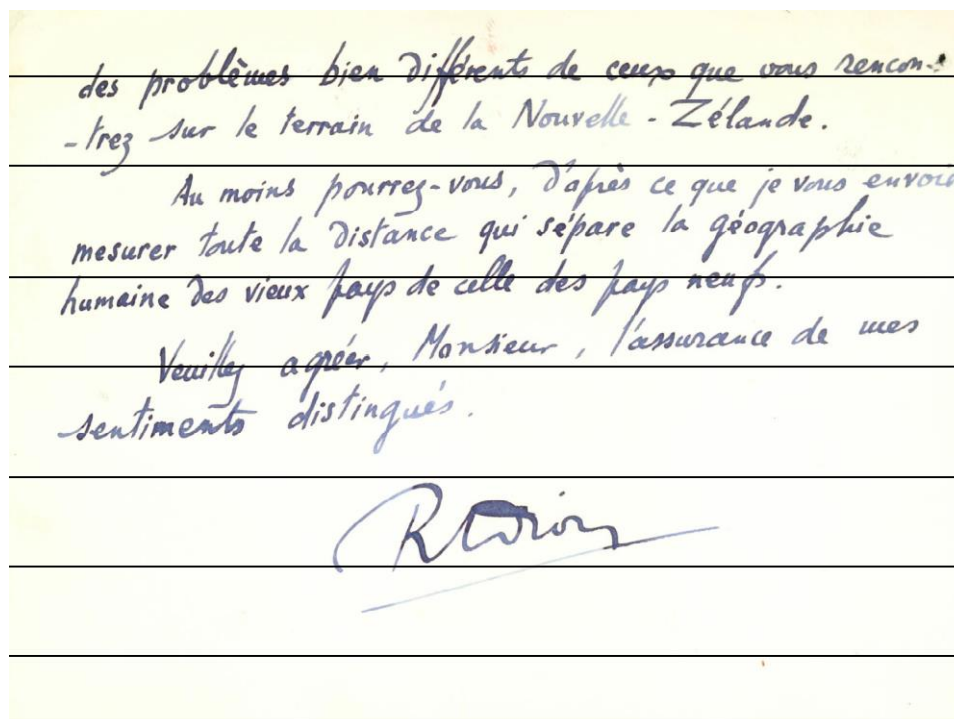 des problèmes bien différents de ceux que vous rencon-
-trez sur le terrain de la Nouvelle-Zélande.
Au moins pourrez-vous, d'après ce que je vous envoie
mesurer toute la distance qui sépare la géographie
humaine des vieux pays de celle des pays neufs.
Veuillez agréer, Monsieur, l'assurance de mes
sentiments distingués.